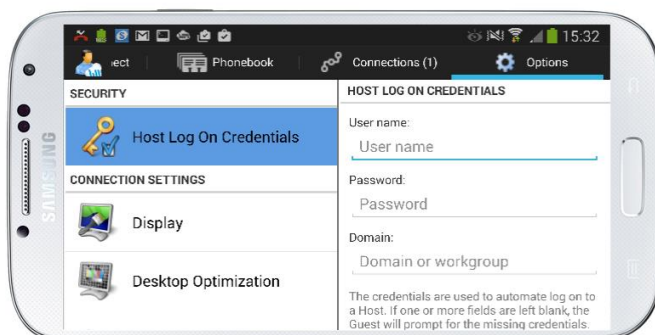 15:32
ect
Phonebook
Connections (1)
Options
SECURITY
Host Log On Credentials
CONNECTION SETTINGS
Display
Desktop Optimization
HOST LOG ON CREDENTIALS
User name:
User name
Password:
Password
Domain:
Domain or workgroup
The credentials are used to automate log on to
a Host. If one or more fields are left blank, the
Guest will prompt for the missing credentials.
SAMSUNG